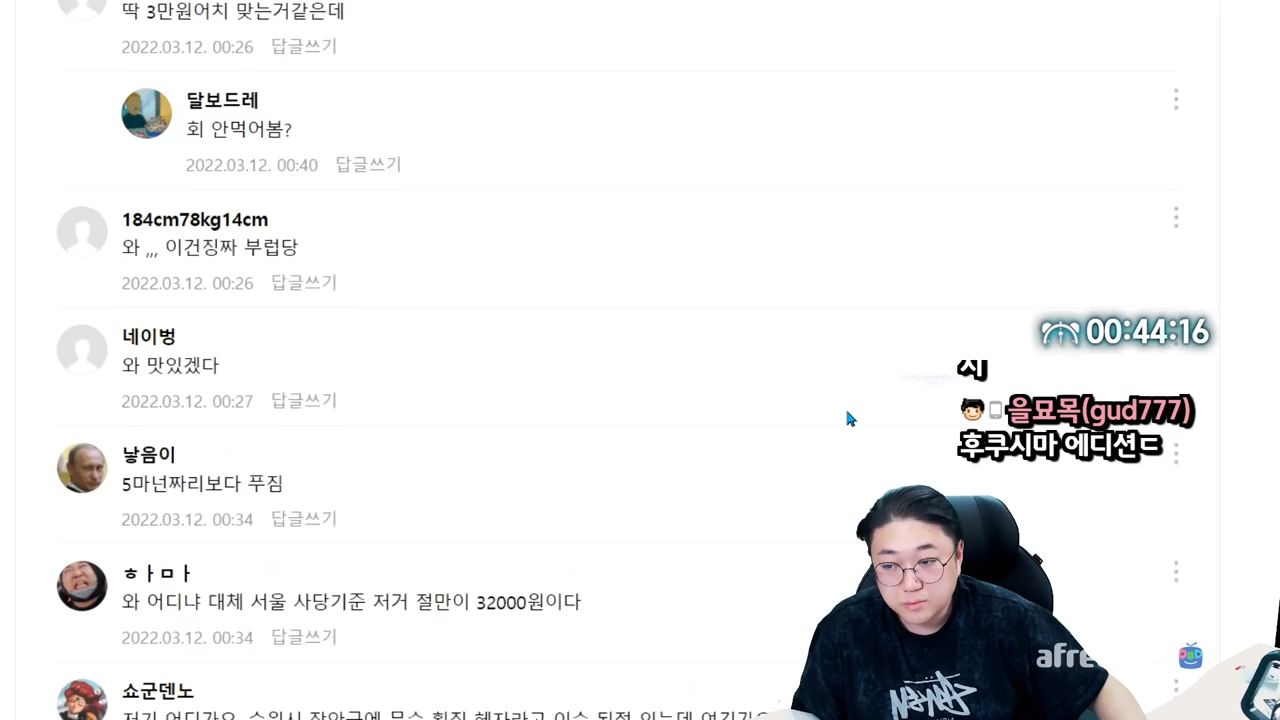 딱 3만원어치 맞는거같은데
2022.03.12. 00:26 답글쓰기
달보드레
회 안먹어봄?
2022.03.12. 00:40 답글쓰기
184cm78kg14cm
와 ,,, 이건징짜 부럽당
2022.03.12. 00:26 답글쓰기
네이벙
와 맛있겠다
2022.03.12. 00:27 답글쓰기
00:44:16
을묘목(gud777)
후쿠시마 에디션ㄷ
낳음이
5마넌짜리보다 푸짐
2022.03.12. 00:34 답글쓰기
ㅎㅏㅁㅏ
와 어디냐 대체 서울 사당기준 저거 절만이 32000원이다
2022.03.12. 00:34 답글쓰기
afre
쇼군덴노